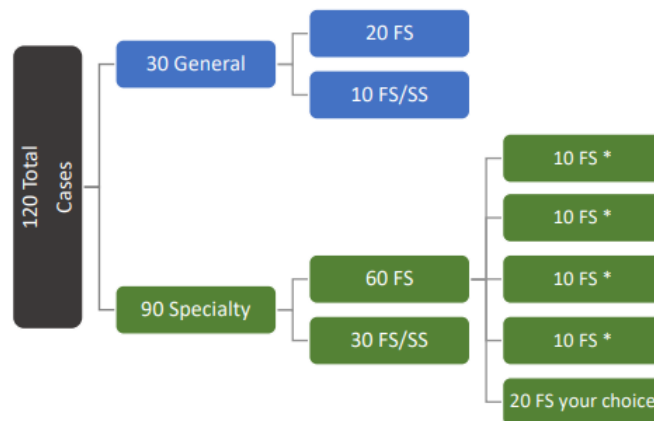 120 Total
Cases
30 General
20 FS
10 FS/SS
90 Specialty
60 FS
30 FS/SS
10 FS *
10 FS *
10 FS *
10 FS *
20 FS your choice